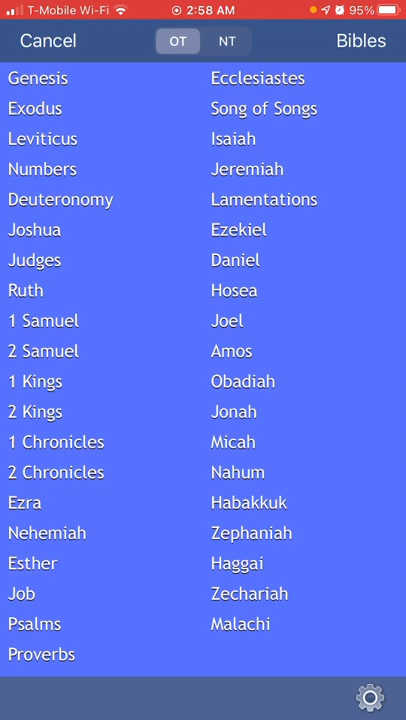 T-Mobile Wi-Fi 2:58 AM 95%
Cancel OT NT Bibles
Genesis
Exodus
Leviticus
Numbers
Deuteronomy
Joshua
Judges
Ruth
1 Samuel
2 Samuel
1 Kings
2 Kings
1 Chronicles
2 Chronicles
Ezra
Nehemiah
Esther
Job
Psalms
Proverbs
Ecclesiastes
Song of Songs
Isaiah
Jeremiah
Lamentations
Ezekiel
Daniel
Hosea
Joel
Amos
Obadiah
Jonah
Micah
Nahum
Habakkuk
Zephaniah
Haggai
Zechariah
Malachi